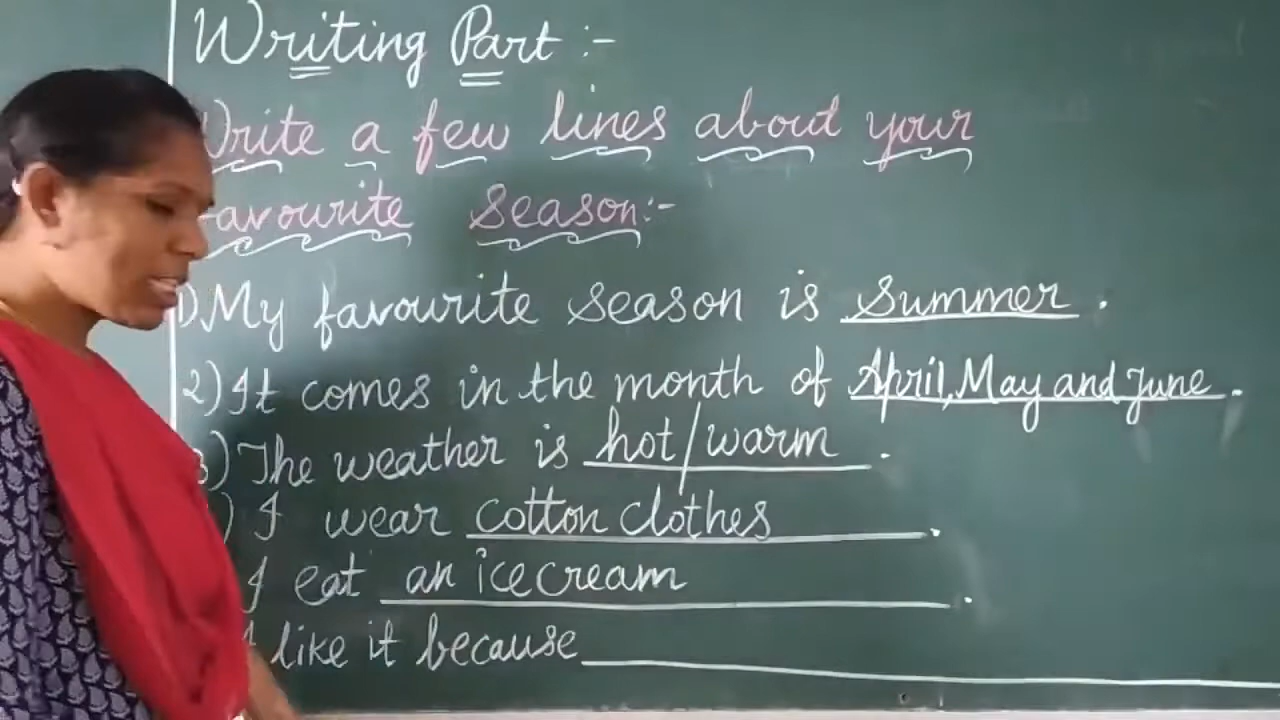 Writing Part :-
Write a few lines about your
favourite season:-
1) My favourite season is summer .
2) It comes in the month of April, May and June .
3) The weather is hot/warm .
) I wear cotton clothes .
I eat an icecream .
I like it because